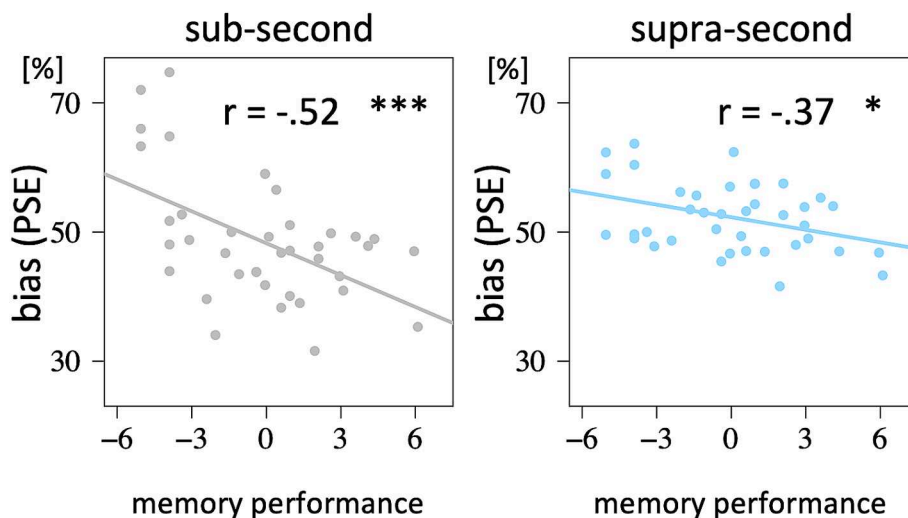 sub-second
[%]
70
50
30
bias (PSE)
r = -.52 ***
-6 -3 0 3 6
memory performance
supra-second
[%]
70
50
30
bias (PSE)
r = -.37 *
-6 -3 0 3 6
memory performance